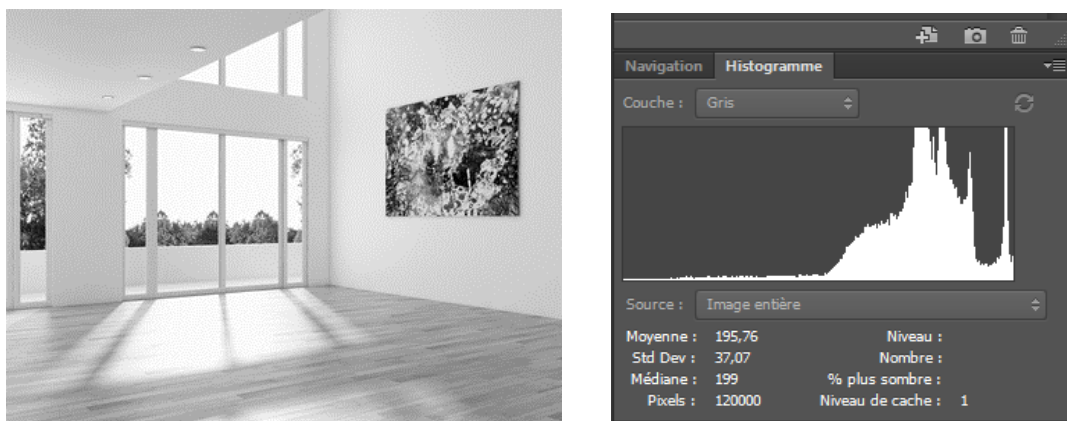 Navigation Histogramme
Couche : Gris
Source : Image entière
Moyenne : 195,76 Niveau :
Std Dev : 37,07 Nombre :
Médiane : 199 % plus sombre :
Pixels : 120000 Niveau de cache : 1